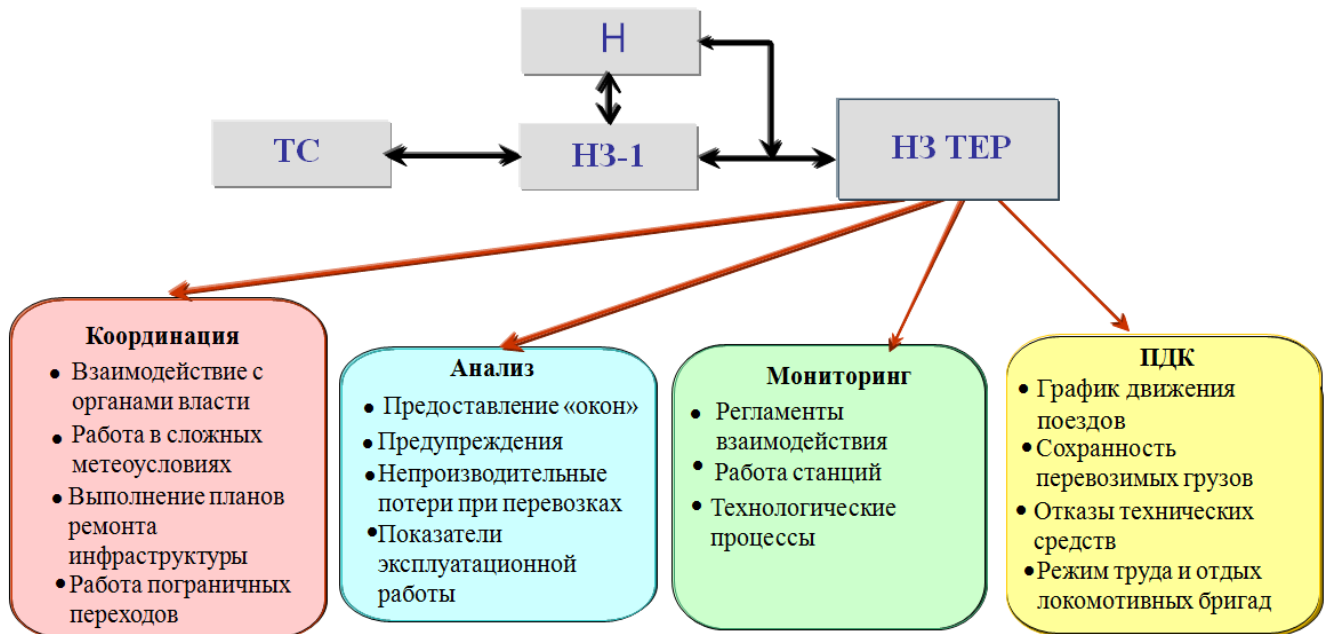 Н
ТС
НЗ-1
НЗ ТЕР
Координация
• Взаимодействие с
органами власти
• Работа в сложных
метеоусловиях
• Выполнение планов
ремонта
инфраструктуры
• Работа пограничных
переходов
Анализ
• Предоставление «окон»
• Предупреждения
• Непроизводительные
потери при перевозках
• Показатели
эксплуатационной
работы
Мониторинг
• Регламенты
взаимодействия
• Работа станций
• Технологические
процессы
ПДК
• График движения
поездов
• Сохранность
перевозимых грузов
• Отказы технических
средств
• Режим труда и отдых
локомотивных бригад